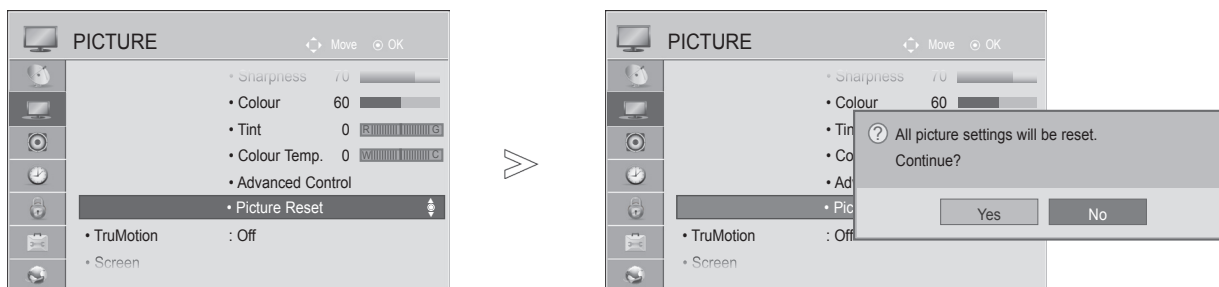 PICTURE
Move OK
• Sharpness 70
• Colour 60
• Tint 0 R G
• Colour Temp. 0 W C
• Advanced Control
• Picture Reset
• TruMotion : Off
• Screen
PICTURE
Move OK
• Sharpness 70
• Colour 60
• Tin
• Co
• Ad
• Pic
• TruMotion : Off
• Screen
? All picture settings will be reset.
Continue?
Yes No